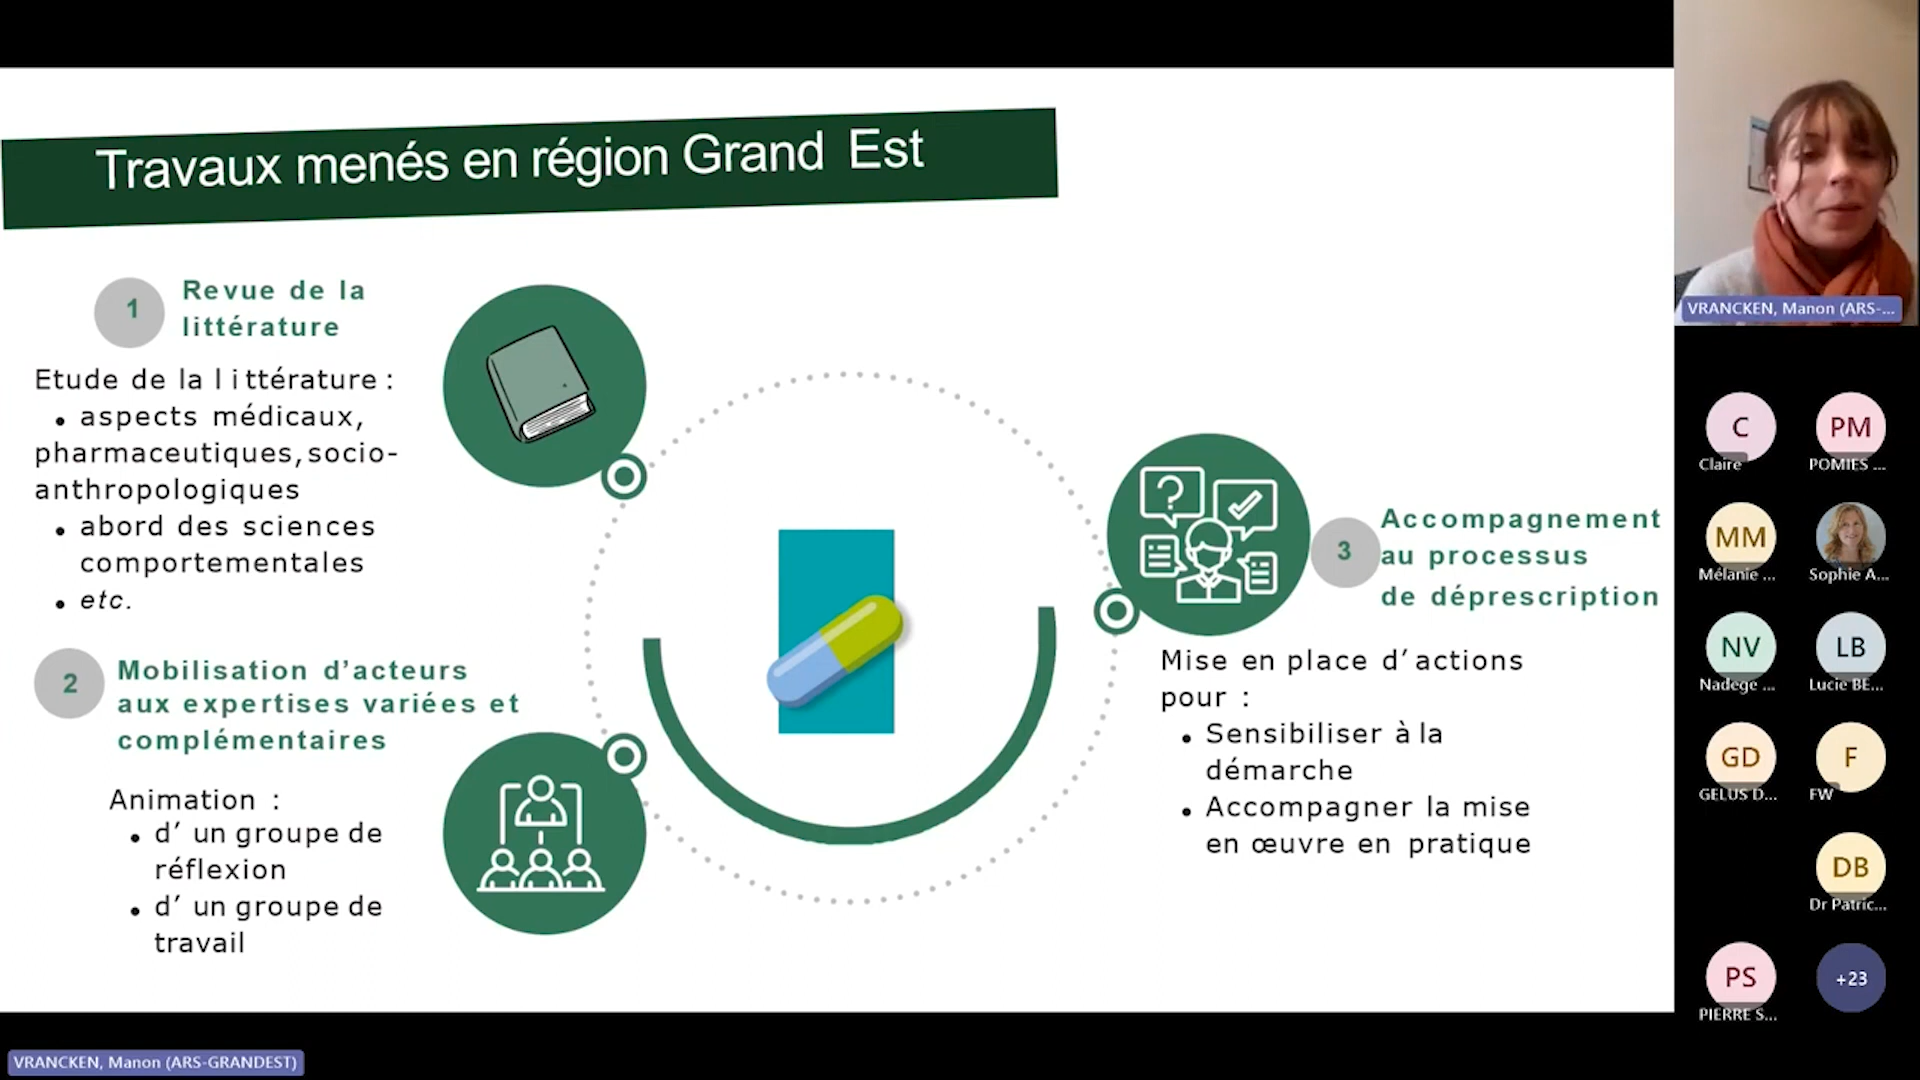 Travaux menés en région Grand Est
1
Revue de la
littérature
Etude de la littérature :
• aspects médicaux,
pharmaceutiques, socio-
anthropologiques
• abord des sciences
comportementales
• etc.
2
Mobilisation d'acteurs
aux expertises variées et
complémentaires
Animation :
• d' un groupe de
réflexion
• d' un groupe de
travail
?
3
Accompagnement
au processus
de déprescription
Mise en place d'actions
pour :
• Sensibiliser à la
démarche
• Accompagner la mise
en œuvre en pratique
VRANCKEN, Manon (ARS-...
C
Claire
PM
POMIES ...
MM
Mélanie ...
Sophie A...
NV
Nadege ...
LB
Lucie BE...
GD
GELUS D...
F
FW
DB
Dr Patric...
PS
PIERRE S...
+23
VRANCKEN, Manon (ARS-GRANDEST)